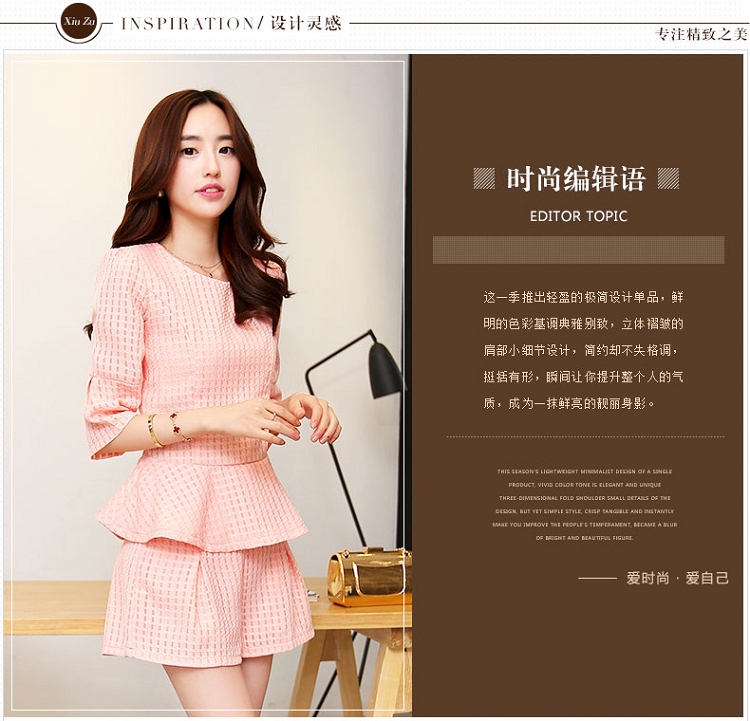 Xiu Zu
INSPIRATION/ 设计灵感
专注精致之美
时尚编辑语
EDITOR TOPIC
这一季推出轻盈的极简设计单品，鲜
明的色彩基调典雅别致，立体褶皱的
肩部小细节设计，简约却不失格调，
挺括有形，瞬间让你提升整个人的气
质，成为一抹鲜亮的靓丽身影。
THIS SEASON'S LIGHTWEIGHT MINIMALIST DESIGN OF A SINGLE
PRODUCT, VIVID COLOR TONE IS ELEGANT AND UNIQUE
THREE-DIMENSIONAL FOLD SHOULDER SMALL DETAILS OF THE
DESIGN, BUT YET SIMPLE STYLE, CRISP TANGIBLE AND INSTANTLY
MAKE YOU IMPROVE THE PEOPLE'S TEMPERAMENT, BECAME A BLUR
OF BRIGHT AND BEAUTIFUL FIGURE.
—— 爱时尚 · 爱自己